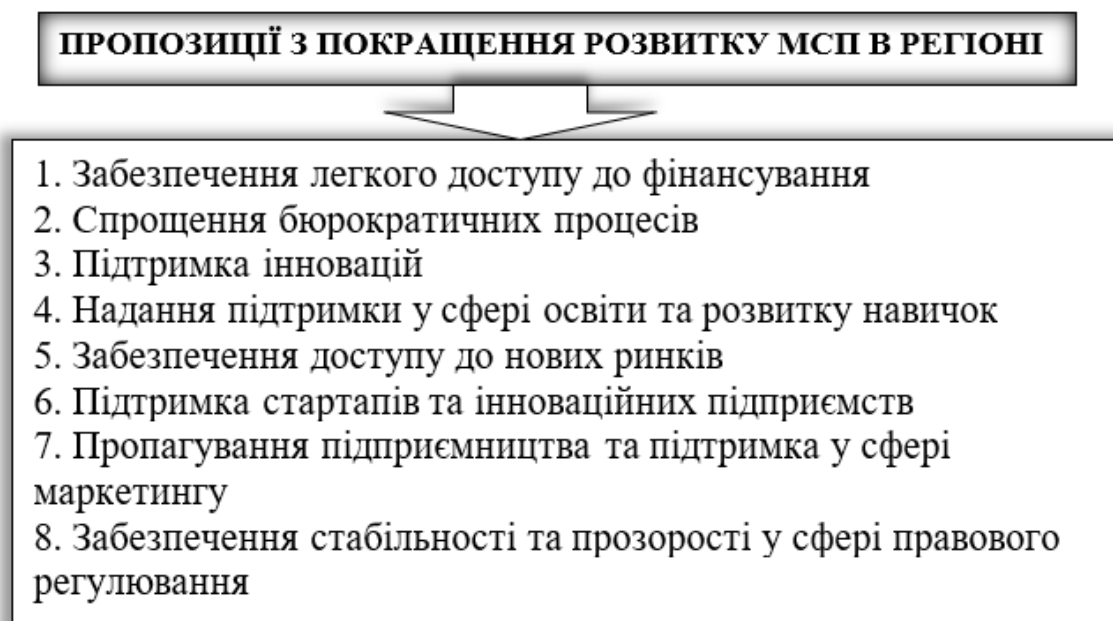 ПРОПОЗИЦІЇ З ПОКРАЩЕННЯ РОЗВИТКУ МСП В РЕГІОНІ
1. Забезпечення легкого доступу до фінансування
2. Спрощення бюрократичних процесів
3. Підтримка інновацій
4. Надання підтримки у сфері освіти та розвитку навичок
5. Забезпечення доступу до нових ринків
6. Підтримка стартапів та інноваційних підприємств
7. Пропагування підприємництва та підтримка у сфері
маркетингу
8. Забезпечення стабільності та прозорості у сфері правового
регулювання